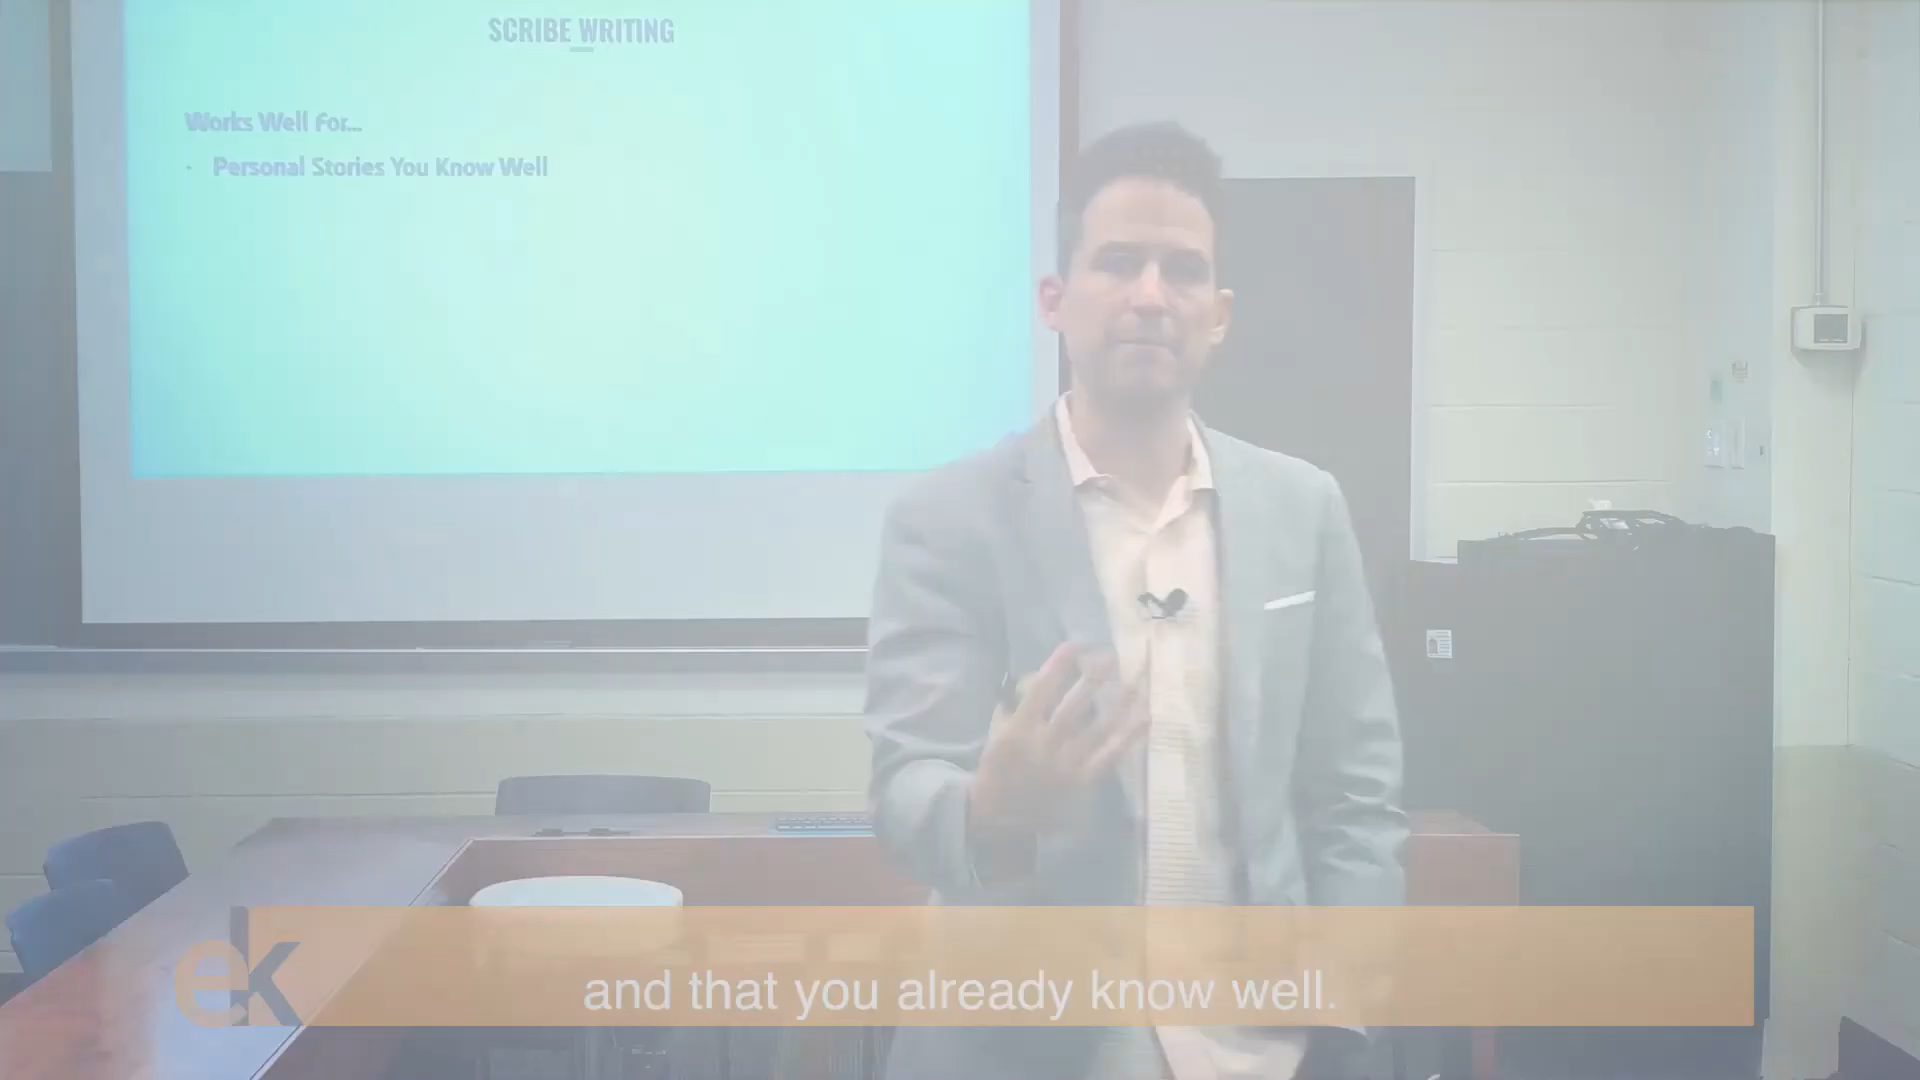 SCRIBE WRITING
Works Well For...
• Personal Stories You Know Well
ek
and that you already know well.